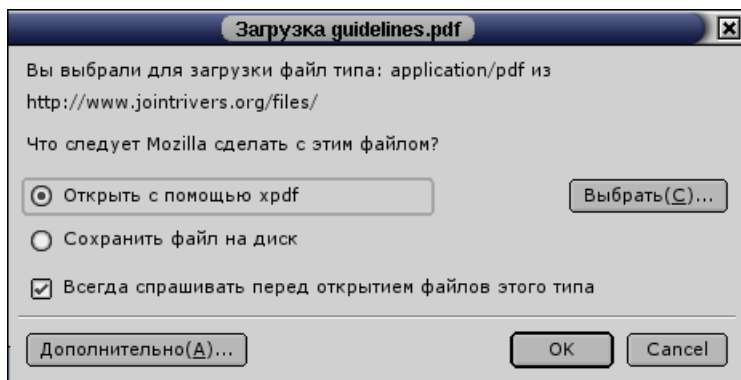 Загрузка guidelines.pdf
Вы выбрали для загрузки файл типа: application/pdf из
http://www.jointrivers.org/files/
Что следует Mozilla сделать с этим файлом?
Открыть с помощью xpdf
Выбрать(C)...
Сохранить файл на диск
Всегда спрашивать перед открытием файлов этого типа
Дополнительно(A)...
OK
Cancel